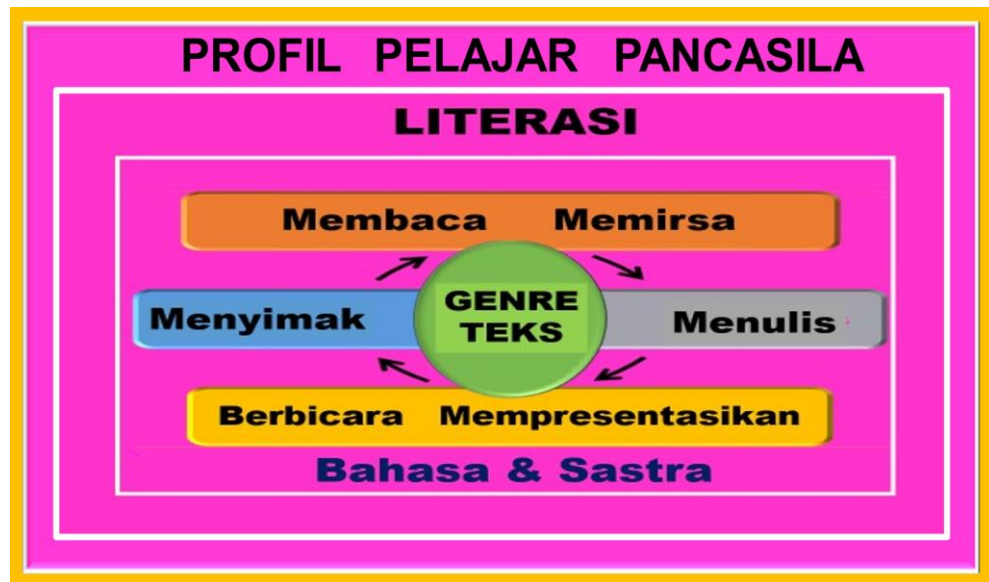 PROFIL PELAJAR PANCASILA
LITERASI
Membaca Memirsa
Menyimak
GENRE
TEKS
Menulis
Berbicara Mempresentasikan
Bahasa & Sastra